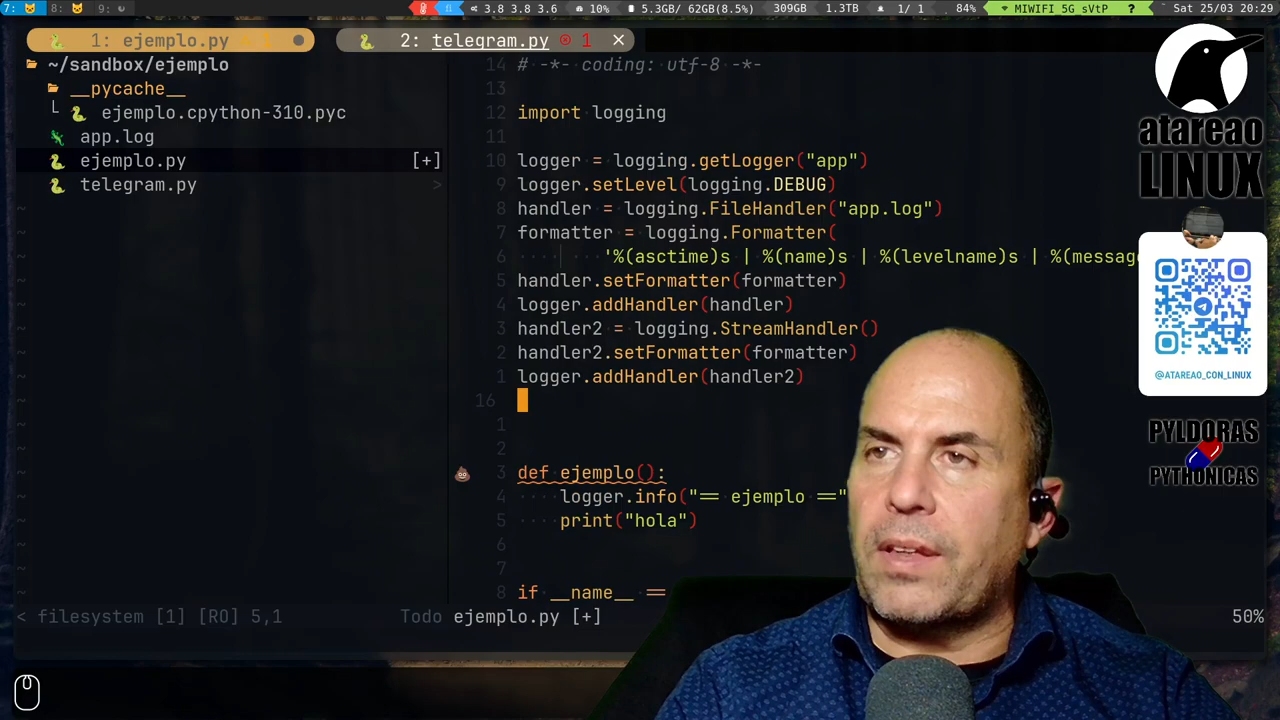 7: 8: 9: 3.8 3.8 3.6 10% 5.3GB/ 62GB(8.5%) 309GB 1.3TB 1/ 1 84% MIWIFI 5G sVtP ? Sat 25/03 20:29
1: ejemplo.py
2: telegram.py 1
~/sandbox/ejemplo
__pycache__
ejemplo.cpython-310.pyc
app.log
ejemplo.py [+]
telegram.py >
14 # -*- coding: utf-8 -*-
13
12 import logging
11
10 logger = logging.getLogger("app")
9 logger.setLevel(logging.DEBUG)
8 handler = logging.FileHandler("app.log")
7 formatter = logging.Formatter(
6 '%(asctime)s | %(name)s | %(levelname)s | %(messag
5 handler.setFormatter(formatter)
4 logger.addHandler(handler)
3 handler2 = logging.StreamHandler()
2 handler2.setFormatter(formatter)
1 logger.addHandler(handler2)
16
1
2
3 def ejemplo():
4 logger.info("== ejemplo =="
5 print("hola")
6
7
8 if __name__ ==
< filesystem [1] [RO] 5,1 Todo ejemplo.py [+] 50%
atareao
LINUX
@ATAREAO_CON_LINUX
PYLDORAS
PYTHONICAS